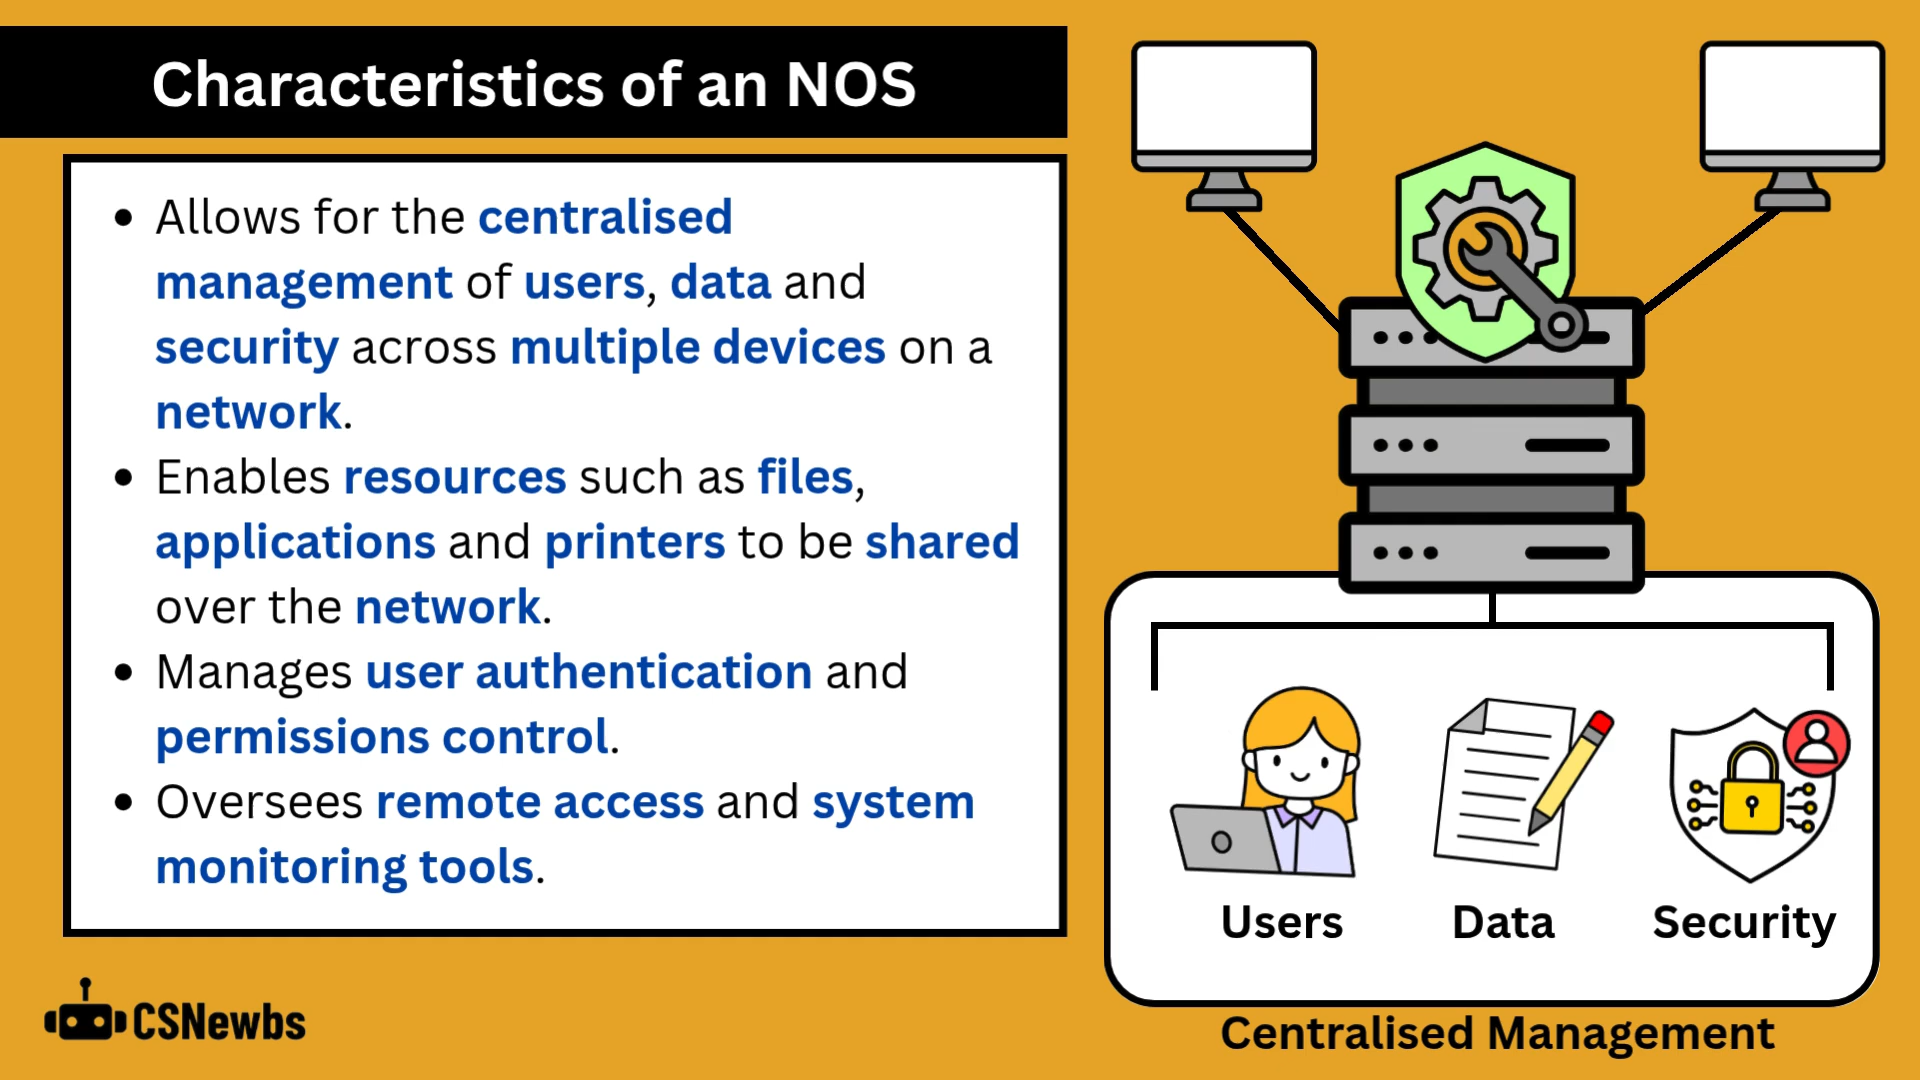 Characteristics of an NOS
• Allows for the centralised
management of users, data and
security across multiple devices on a
network.
• Enables resources such as files,
applications and printers to be shared
over the network.
• Manages user authentication and
permissions control.
• Oversees remote access and system
monitoring tools.
Users
Data
Security
Centralised Management
CSNewbs